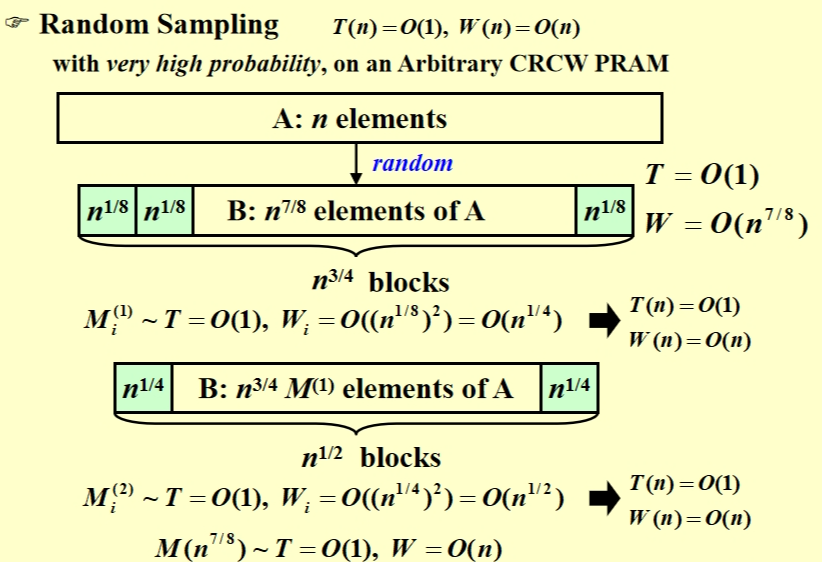 ☞ Random Sampling T(n) = O(1), W(n) = O(n)
with very high probability, on an Arbitrary CRCW PRAM
A: n elements
random
n^{1/8} n^{1/8} B: n^{7/8} elements of A n^{1/8}
T = O(1)
W = O(n^{7/8})
n^{3/4} blocks
M_i^{(1)} ~ T = O(1), W_i = O((n^{1/8})^2) = O(n^{1/4})
T(n) = O(1)
W(n) = O(n)
n^{1/4} B: n^{3/4} M^{(1)} elements of A n^{1/4}
n^{1/2} blocks
M_i^{(2)} ~ T = O(1), W_i = O((n^{1/4})^2) = O(n^{1/2})
T(n) = O(1)
W(n) = O(n)
M(n^{7/8}) ~ T = O(1), W = O(n)